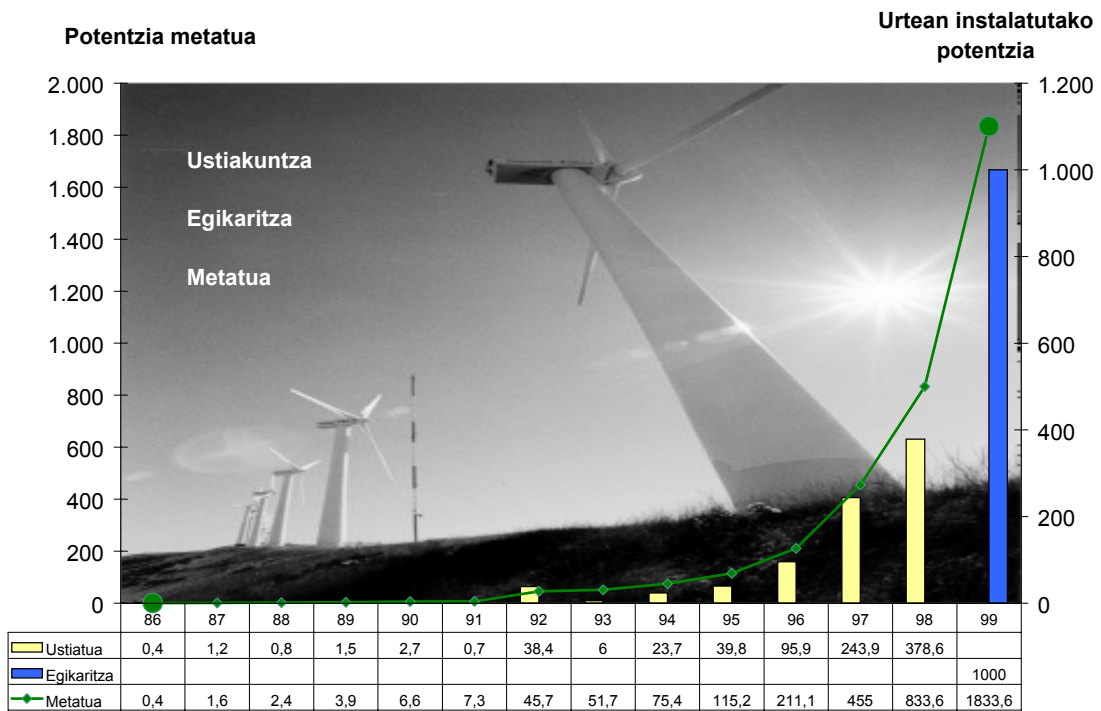 Potentzia metatua
Urtean instalatutako
potentzia
2.000
1.800
1.600
1.400
1.200
1.000
800
600
400
200
0
Ustiakuntza
Egikaritza
Metatua
1.200
1.000
800
600
400
200
0
86 87 88 89 90 91 92 93 94 95 96 97 98 99
Ustiatua 0,4 1,2 0,8 1,5 2,7 0,7 38,4 6 23,7 39,8 95,9 243,9 378,6
Egikaritza 1000
Metatua 0,4 1,6 2,4 3,9 6,6 7,3 45,7 51,7 75,4 115,2 211,1 455 833,6 1833,6